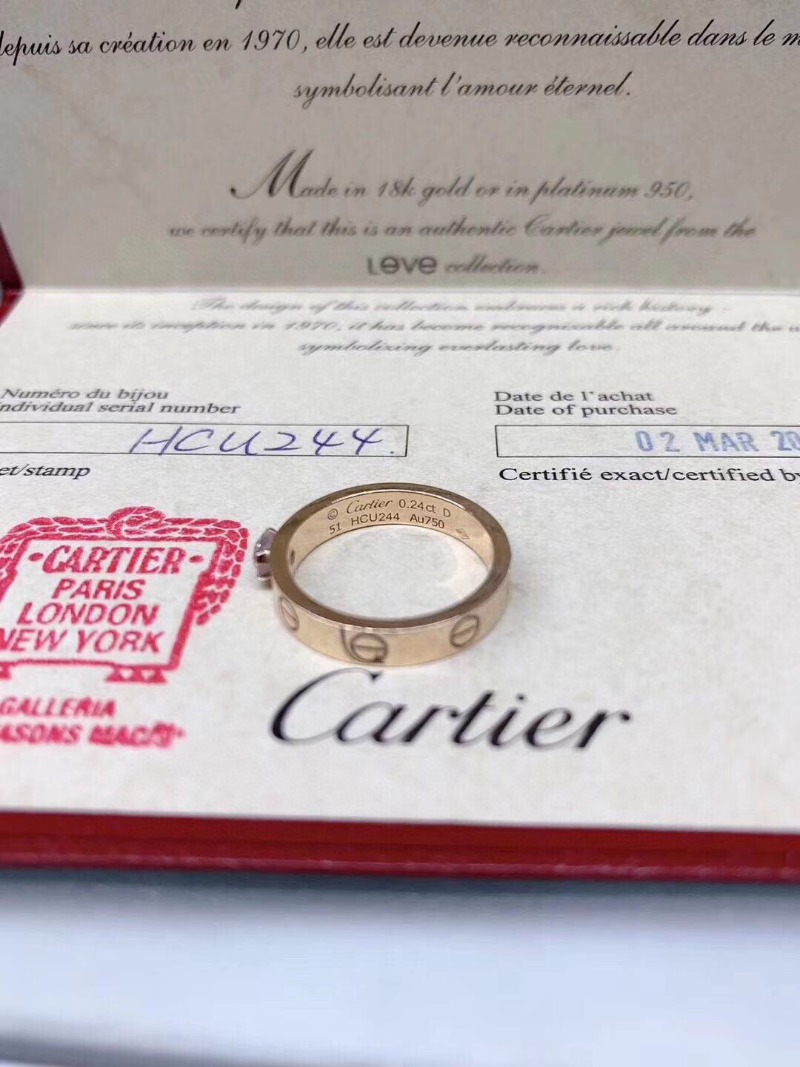 depuis sa création en 1970, elle est devenue reconnaissable dans le
symbolisant l'amour éternel.
Made in 18k gold or in platinum 950,
we certify that this is an authentic Cartier jewel from the
LOVE collection.
The design of this collection embraces a rich history.
since its inception in 1970, it has become recognizable all around the
symbolizing everlasting love.
Numéro du bijou
individual serial number
HCU244.
Date de l'achat
Date of purchase
02 MAR 20
et/stamp
Certifié exact/certified by
CARTIER
PARIS
LONDON
NEW YORK
GALLERIA
© Cartier 0.24ct D
51 HCU244 Au750
Cartier